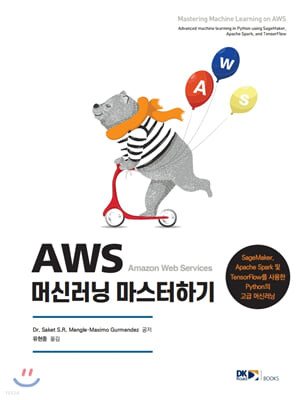 Mastering Machine Learning on AWS
Advanced machine learning in Python using SageMaker,
Apache Spark, and TensorFlow
A
W
S
AWS Amazon Web Services
머신러닝 마스터하기
SageMaker,
Apache Spark 및
TensorFlow를 사용한
Python의
고급 머신러닝
Dr. Saket S.R. Mengle·Maximo Gurmendez 공저
유현중 옮김
DK
BOOKS